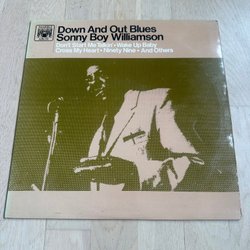 Down And Out Blues
Sonny Boy Williamson
Don't Start Me Talkin' • Wake Up Baby
Cross My Heart • Ninety Nine • And Others